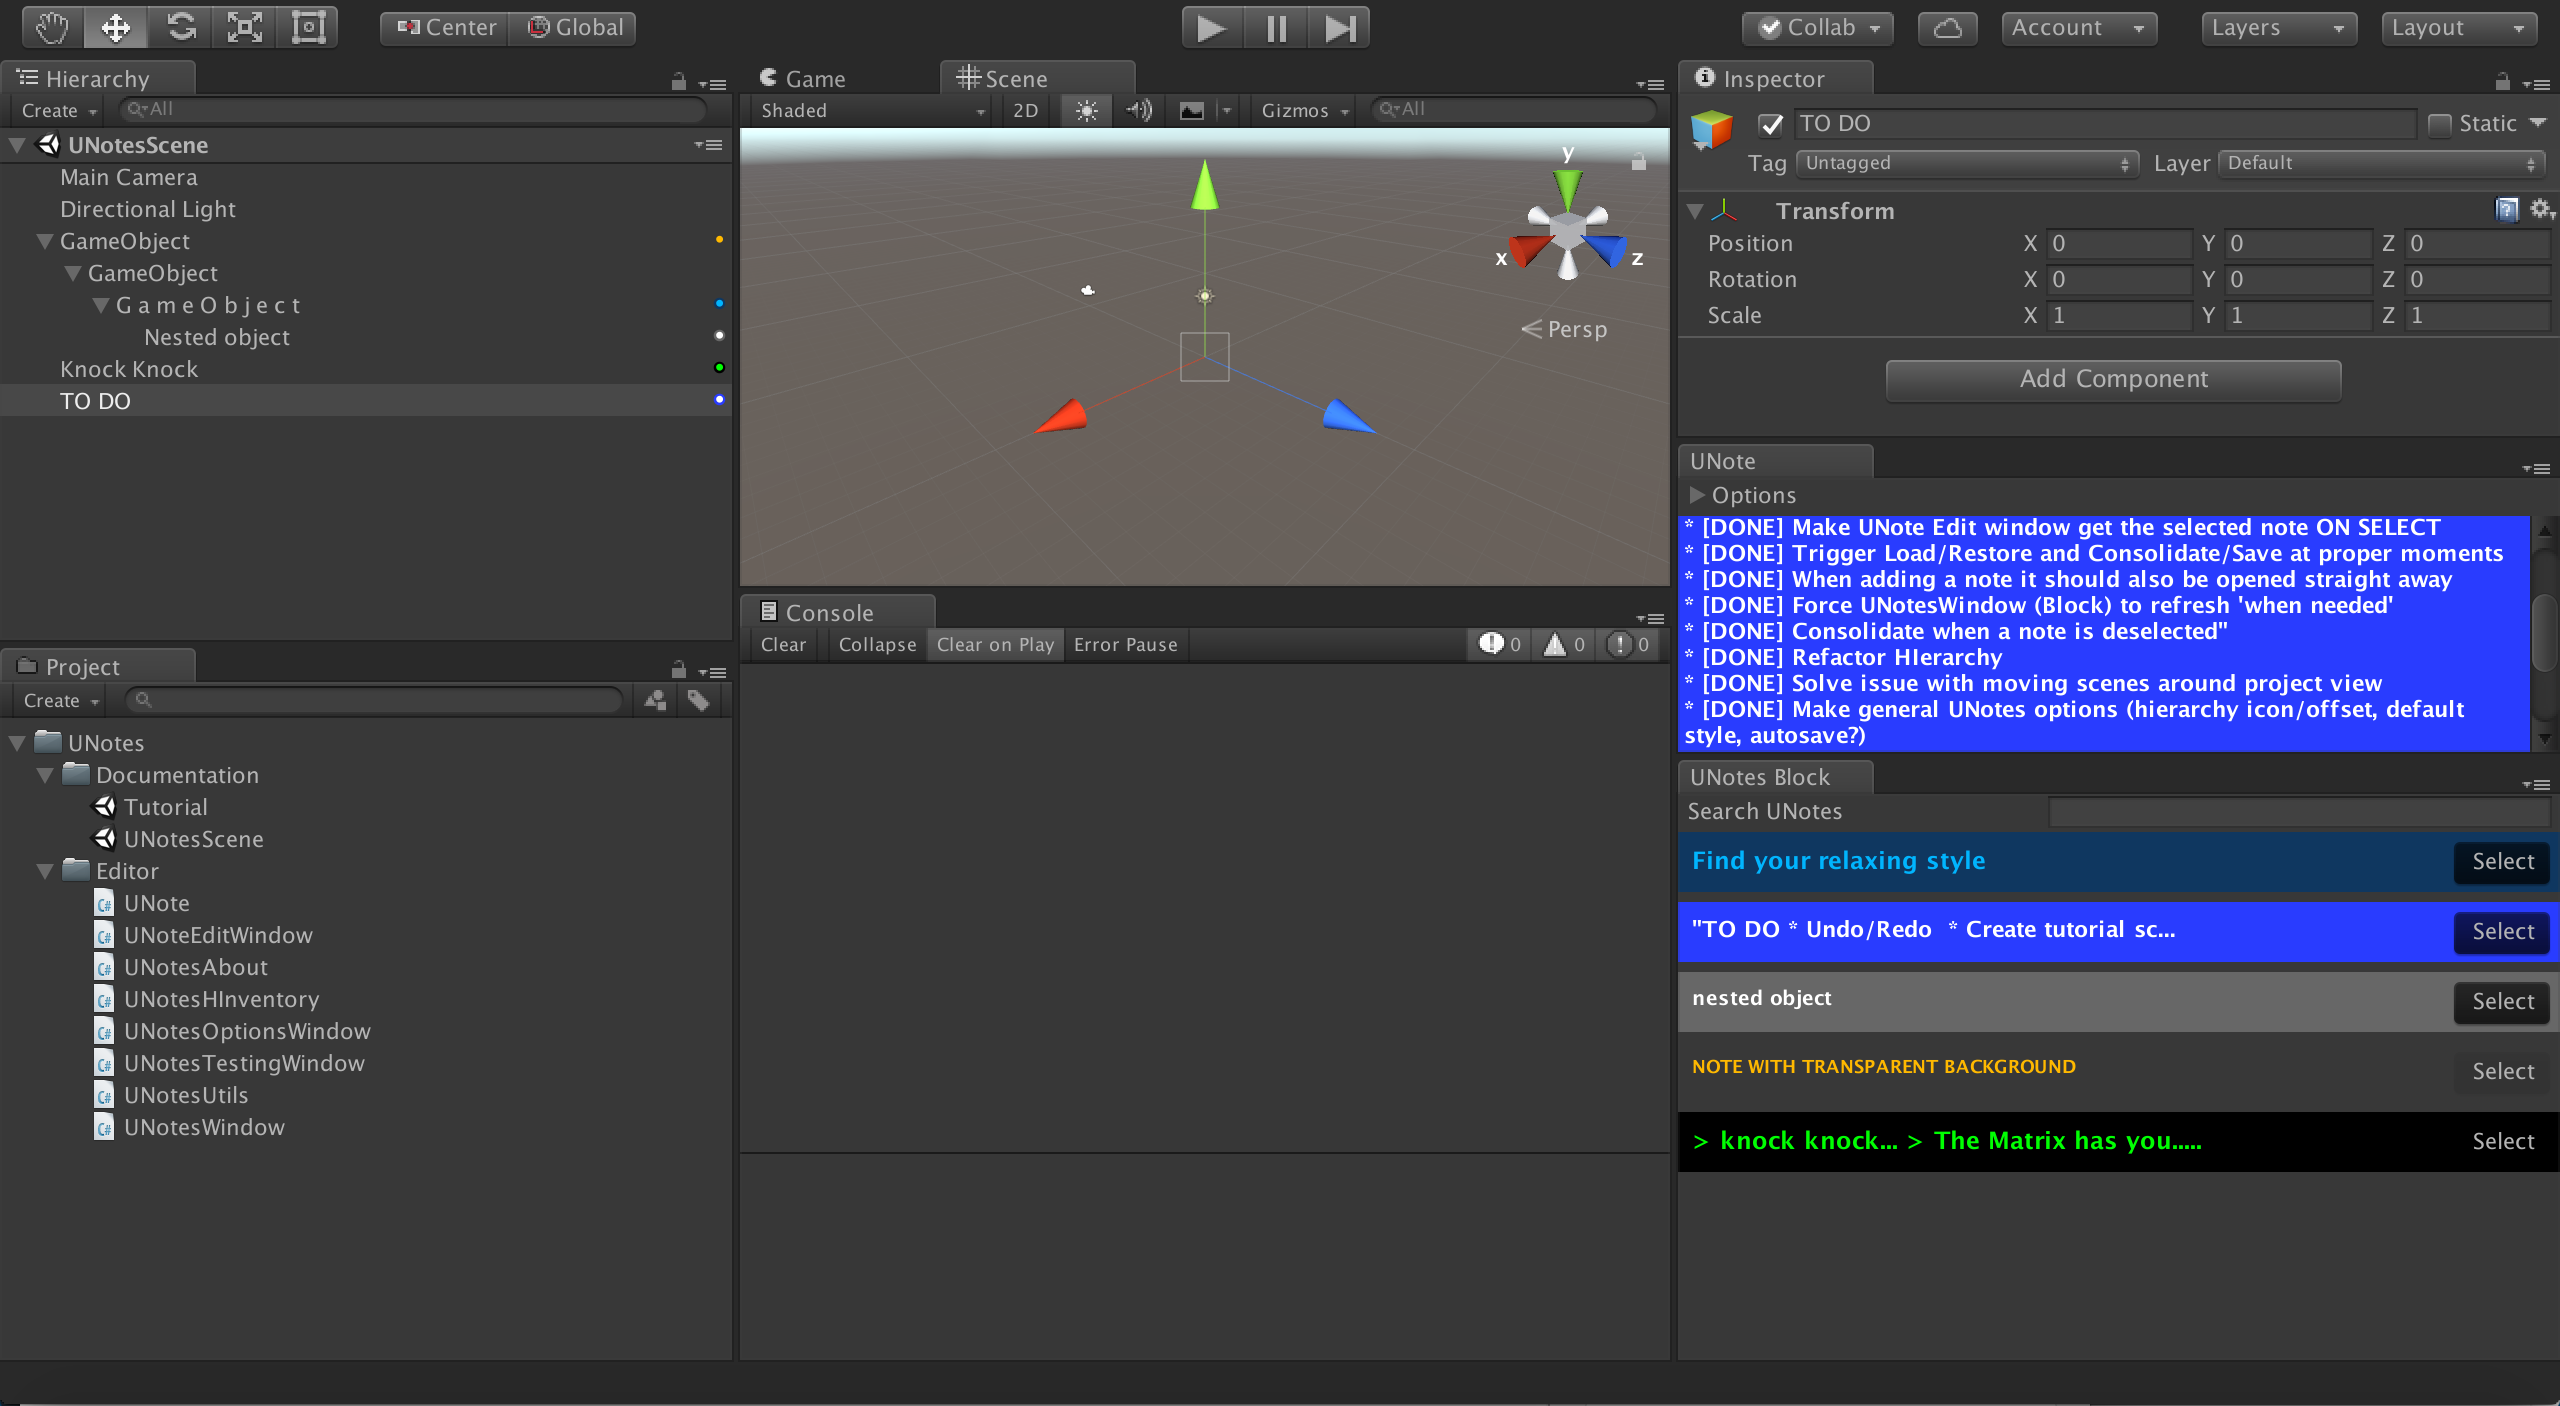 Center Global Collab Account Layers Layout
Hierarchy
Create All
UNotesScene
Main Camera
Directional Light
GameObject
GameObject
G a m e O b j e c t
Nested object
Knock Knock
TO DO
Project
Create
UNotes
Documentation
Tutorial
UNotesScene
Editor
UNote
UNoteEditWindow
UNotesAbout
UNotesHInventory
UNotesOptionsWindow
UNotesTestingWindow
UNotesUtils
UNotesWindow
Game Scene
Shaded 2D Gizmos All
y
x z
Persp
Console
Clear Collapse Clear on Play Error Pause 0 0 0
Inspector
TO DO Static
Tag Untagged Layer Default
Transform
Position X 0 Y 0 Z 0
Rotation X 0 Y 0 Z 0
Scale X 1 Y 1 Z 1
Add Component
UNote
Options
* [DONE] Make UNote Edit window get the selected note ON SELECT
* [DONE] Trigger Load/Restore and Consolidate/Save at proper moments
* [DONE] When adding a note it should also be opened straight away
* [DONE] Force UNotesWindow (Block) to refresh 'when needed'
* [DONE] Consolidate when a note is deselected"
* [DONE] Refactor HIerarchy
* [DONE] Solve issue with moving scenes around project view
* [DONE] Make general UNotes options (hierarchy icon/offset, default
style, autosave?)
UNotes Block
Search UNotes
Find your relaxing style Select
"TO DO * Undo/Redo  * Create tutorial sc... Select
nested object Select
NOTE WITH TRANSPARENT BACKGROUND Select
> knock knock... > The Matrix has you..... Select